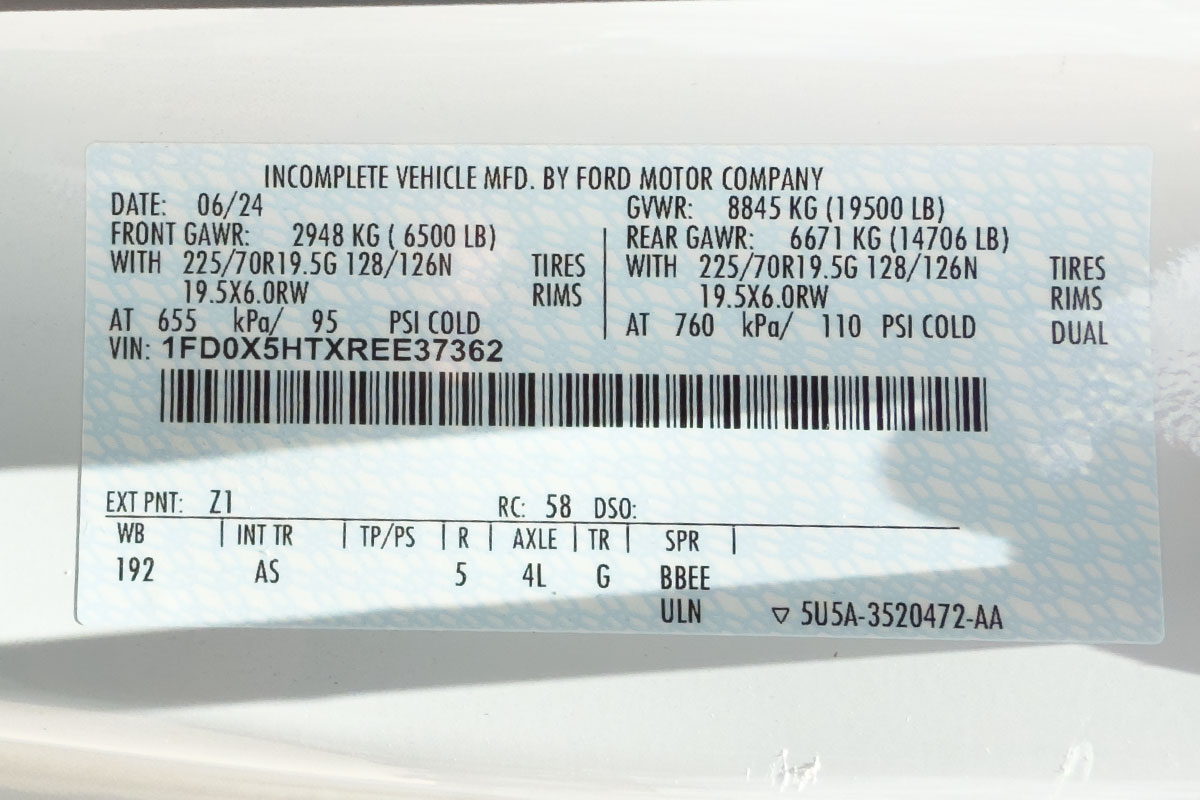 INCOMPLETE VEHICLE MFD. BY FORD MOTOR COMPANY
DATE: 06/24 GVWR: 8845 KG (19500 LB)
FRONT GAWR: 2948 KG ( 6500 LB) REAR GAWR: 6671 KG (14706 LB)
WITH 225/70R19.5G 128/126N TIRES WITH 225/70R19.5G 128/126N TIRES
19.5X6.0RW RIMS 19.5X6.0RW RIMS
AT 655 kPa/ 95 PSI COLD AT 760 kPa/ 110 PSI COLD DUAL
VIN: 1FD0X5HTXREE37362
EXT PNT: Z1 RC: 58 DSO:
WB INT TR TP/PS R AXLE TR SPR
192 AS 5 4L G BBEE
ULN ▽ 5U5A-3520472-AA